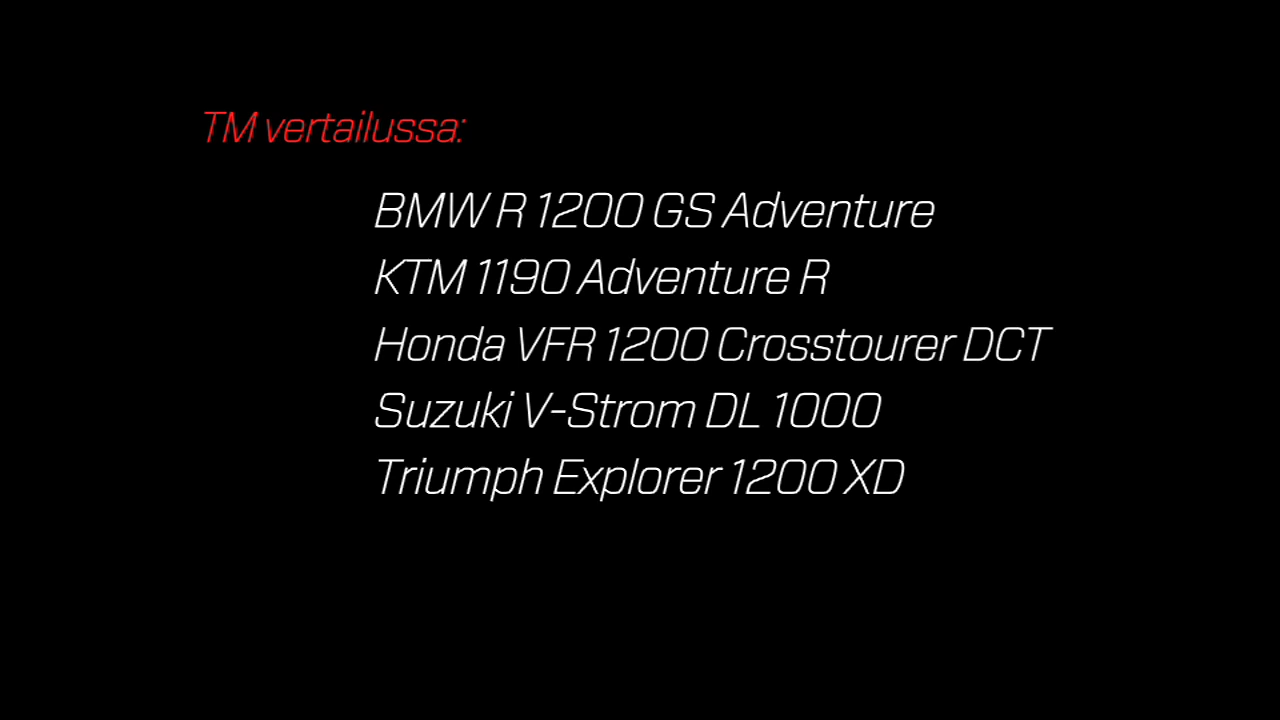 TM vertailussa:
BMW R 1200 GS Adventure
KTM 1190 Adventure R
Honda VFR 1200 Crosstourer DCT
Suzuki V-Strom DL 1000
Triumph Explorer 1200 XD